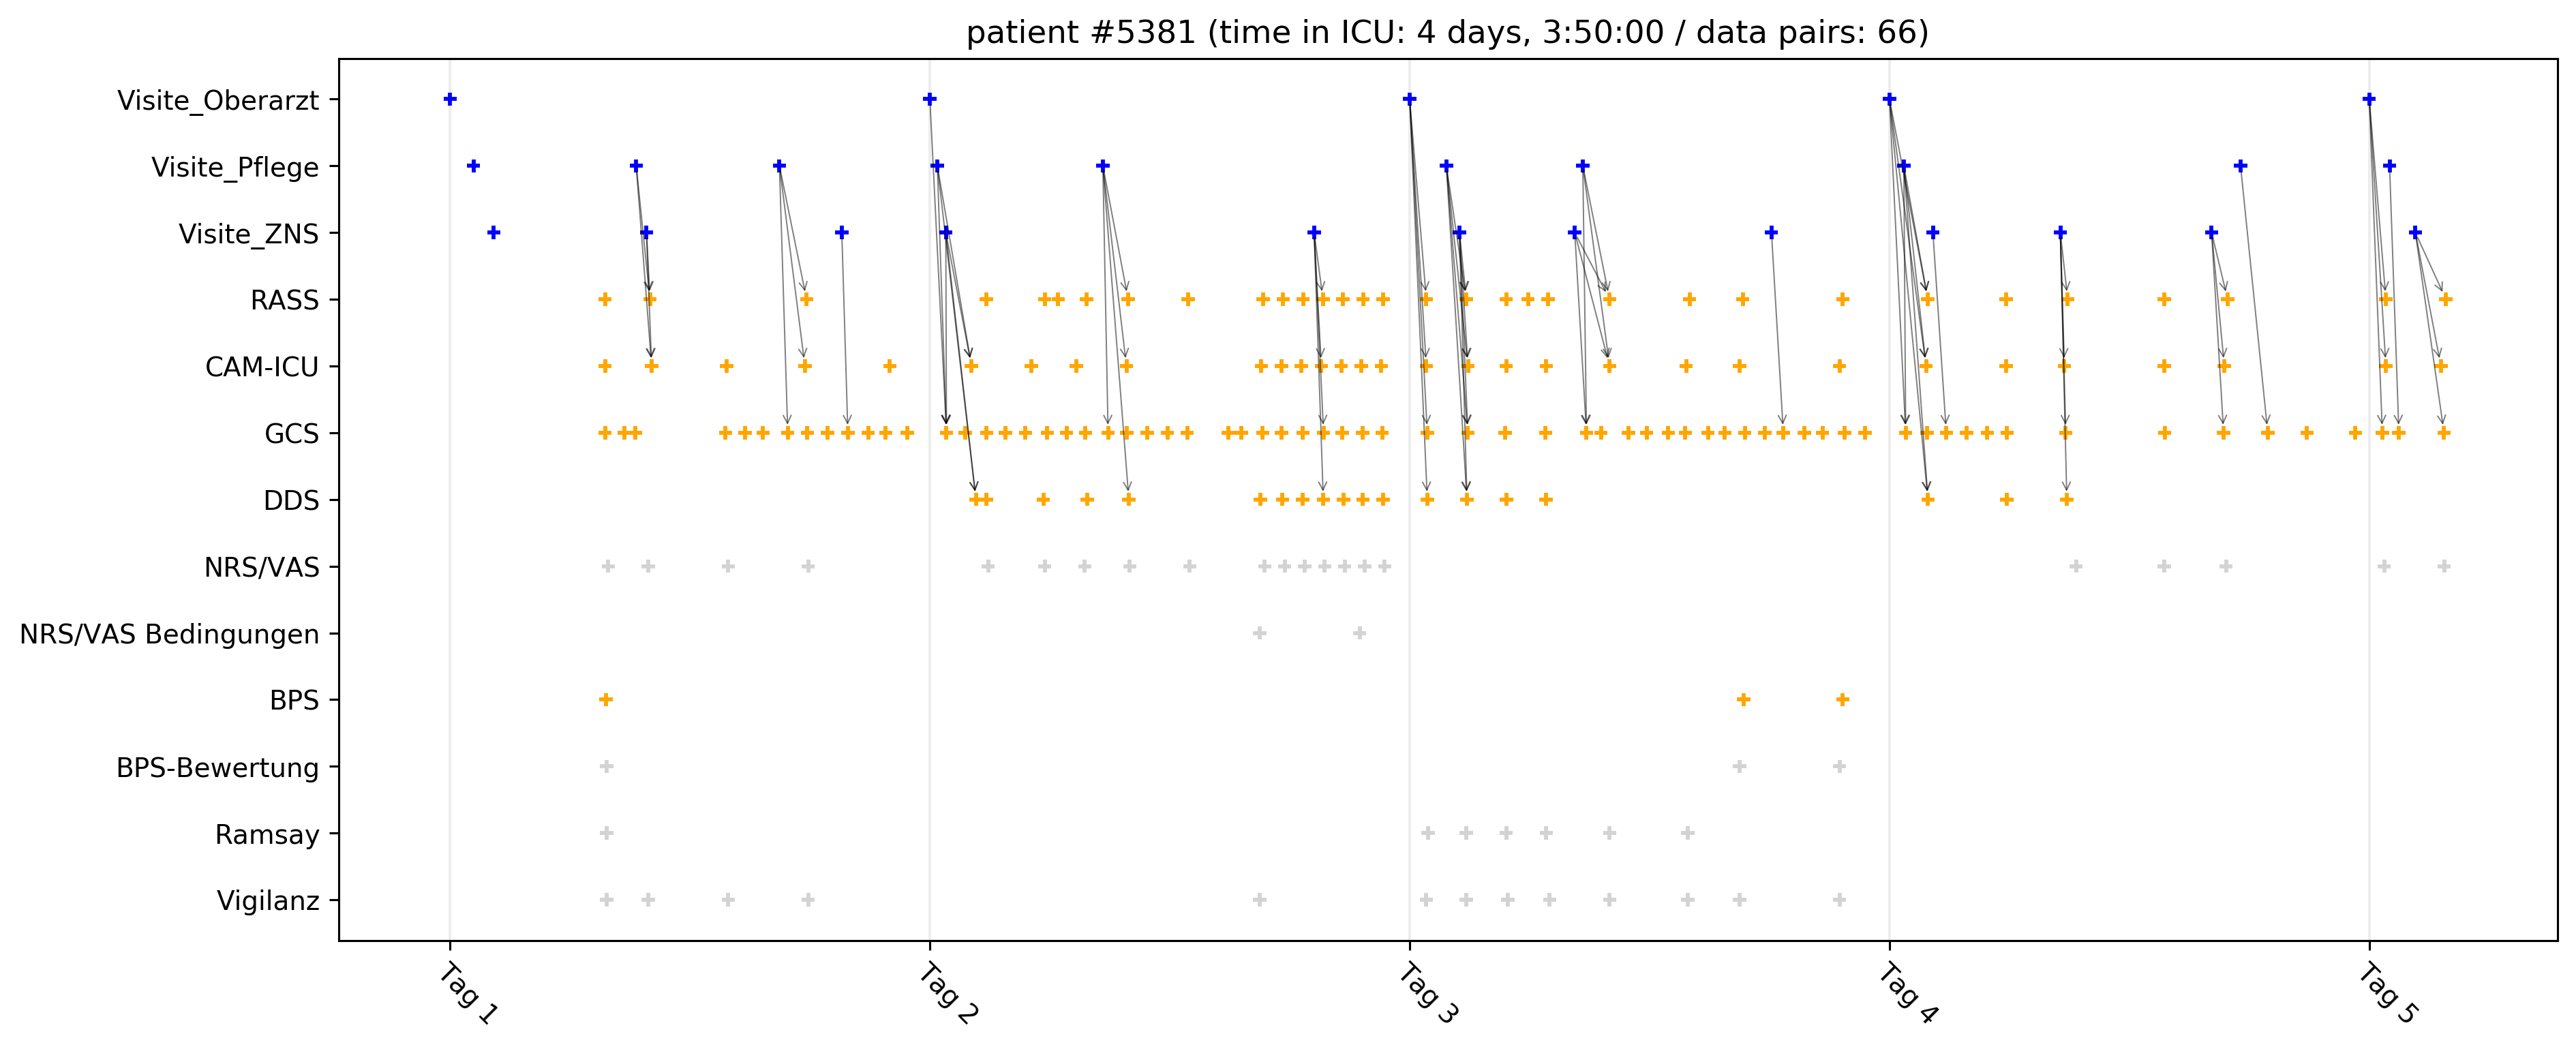 patient #5381 (time in ICU: 4 days, 3:50:00 / data pairs: 66)
Visite_Oberarzt
Visite_Pflege
Visite_ZNS
RASS
CAM-ICU
GCS
DDS
NRS/VAS
NRS/VAS Bedingungen
BPS
BPS-Bewertung
Ramsay
Vigilanz
Tag 1
Tag 2
Tag 3
Tag 4
Tag 5